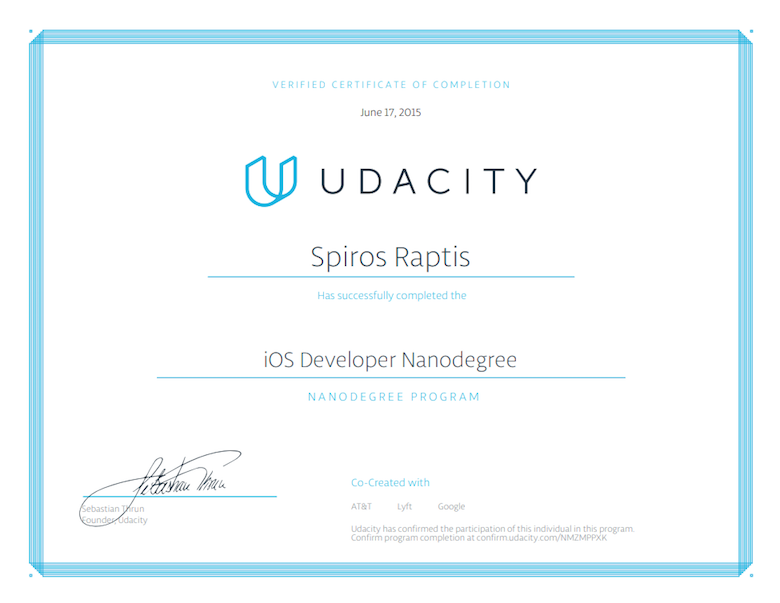 VERIFIED CERTIFICATE OF COMPLETION
June 17, 2015
UDACITY
Spiros Raptis
Has successfully completed the
iOS Developer Nanodegree
NANODEGREE PROGRAM
Sebastian Thrun
Sebastian Thrun
Founder, Udacity
Co-Created with
AT&T Lyft Google
Udacity has confirmed the participation of this individual in this program.
Confirm program completion at confirm.udacity.com/NMZMPPXK